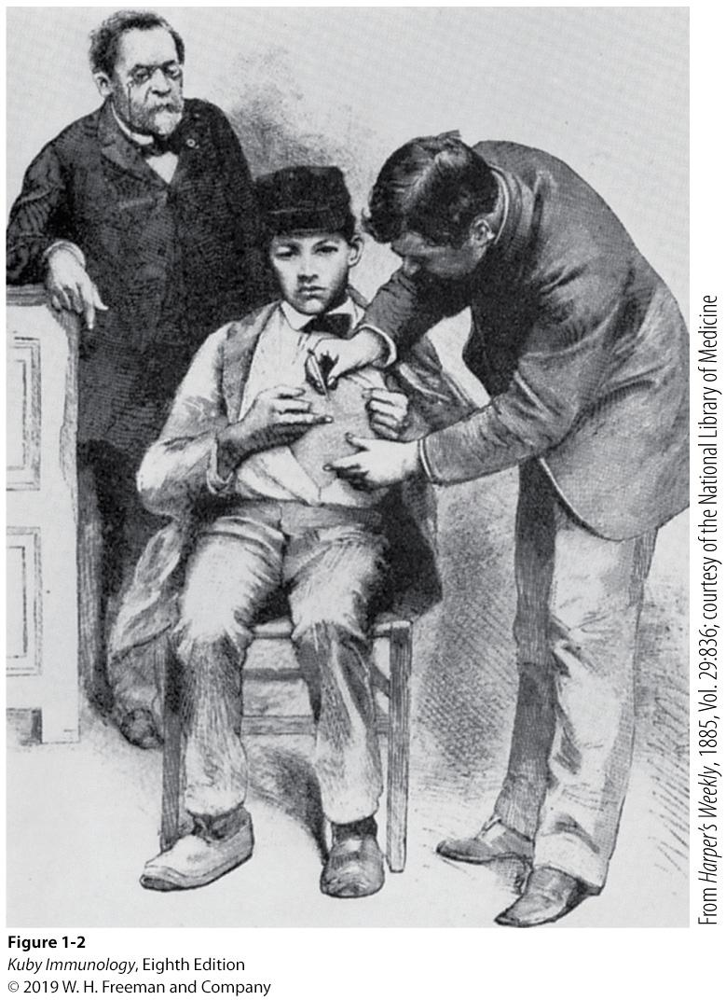 From Harper's Weekly, 1885, Vol. 29:836; courtesy of the National Library of Medicine
Figure 1-2
Kuby Immunology, Eighth Edition
© 2019 W. H. Freeman and Company